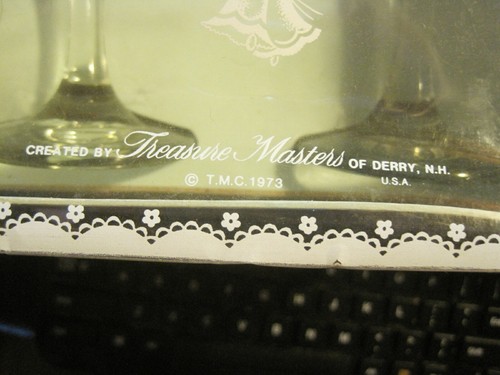 CREATED BY Treasure Masters OF DERRY, N.H.
© T.M.C. 1973 U.S.A.